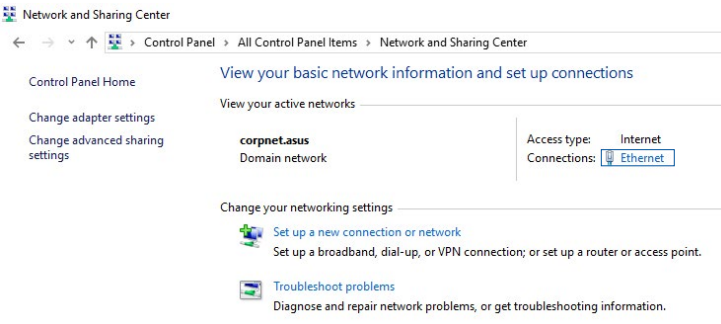 Network and Sharing Center
Control Panel > All Control Panel Items > Network and Sharing Center
Control Panel Home
Change adapter settings
Change advanced sharing
settings
View your basic network information and set up connections
View your active networks
corpnet.asus
Domain network
Access type: Internet
Connections: Ethernet
Change your networking settings
Set up a new connection or network
Set up a broadband, dial-up, or VPN connection; or set up a router or access point.
Troubleshoot problems
Diagnose and repair network problems, or get troubleshooting information.